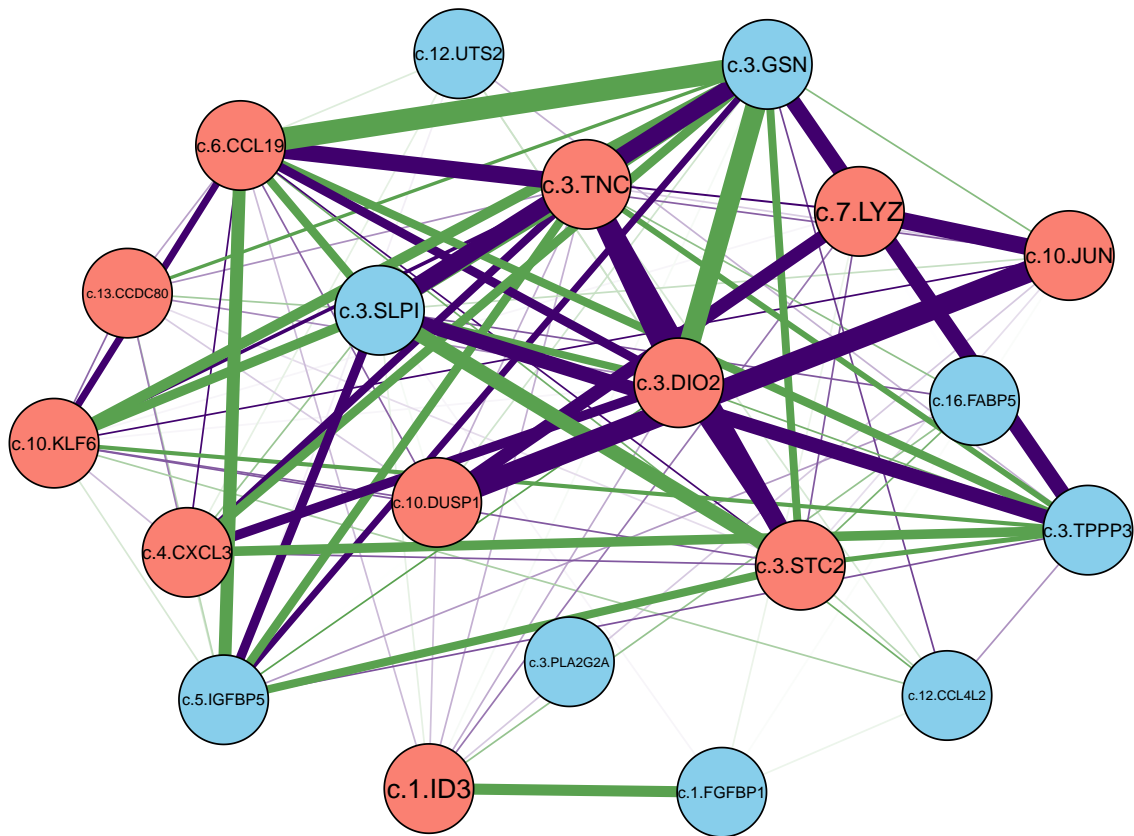 c.12.UTS2
c.3.GSN
c.6.CCL19
c.3.TNC
c.7.LYZ
c.10.JUN
c.13.CCDC80
c.3.SLPI
c.3.DIO2
c.16.FABP5
c.10.KLF6
c.10.DUSP1
c.4.CXCL3
c.3.TPPP3
c.3.STC2
c.3.PLA2G2A
c.5.IGFBP5
c.12.CCL4L2
c.1.ID3
c.1.FGFBP1